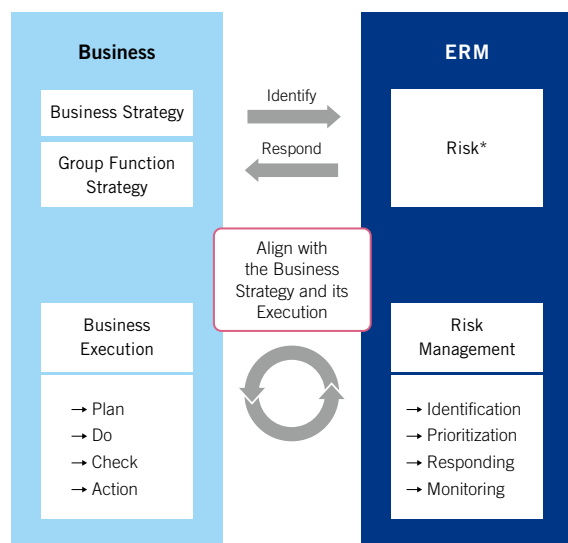 Business
Business Strategy
Group Function
Strategy
Identify
Respond
ERM
Risk*
Align with
the Business
Strategy and its
Execution
Business
Execution
→ Plan
→ Do
→ Check
→ Action
Risk
Management
→ Identification
→ Prioritization
→ Responding
→ Monitoring